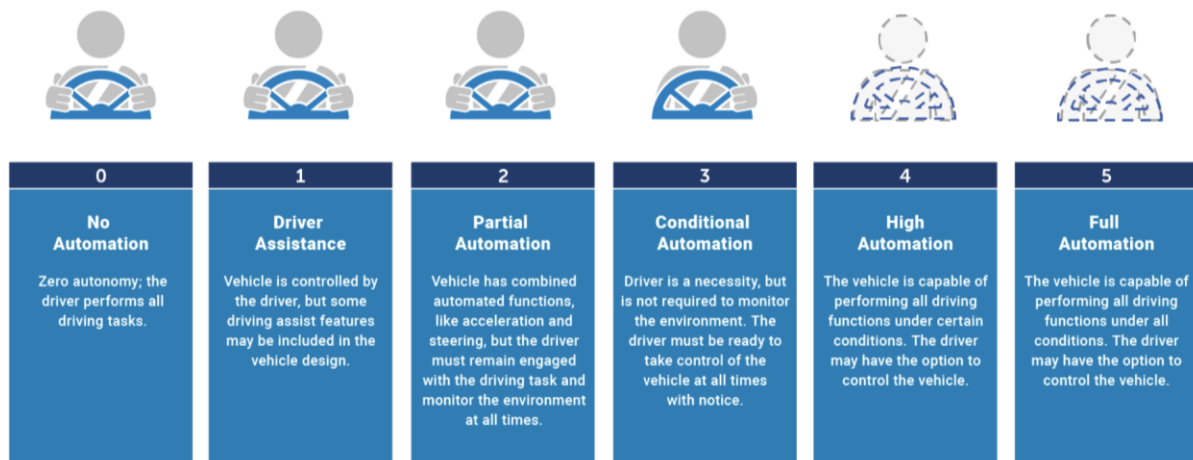 0
No
Automation
Zero autonomy; the
driver performs all
driving tasks.
1
Driver
Assistance
Vehicle is controlled by
the driver, but some
driving assist features
may be included in the
vehicle design.
2
Partial
Automation
Vehicle has combined
automated functions,
like acceleration and
steering, but the driver
must remain engaged
with the driving task and
monitor the environment
at all times.
3
Conditional
Automation
Driver is a necessity, but
is not required to monitor
the environment. The
driver must be ready to
take control of the
vehicle at all times
with notice.
4
High
Automation
The vehicle is capable of
performing all driving
functions under certain
conditions. The driver
may have the option to
control the vehicle.
5
Full
Automation
The vehicle is capable of
performing all driving
functions under all
conditions. The driver
may have the option to
control the vehicle.